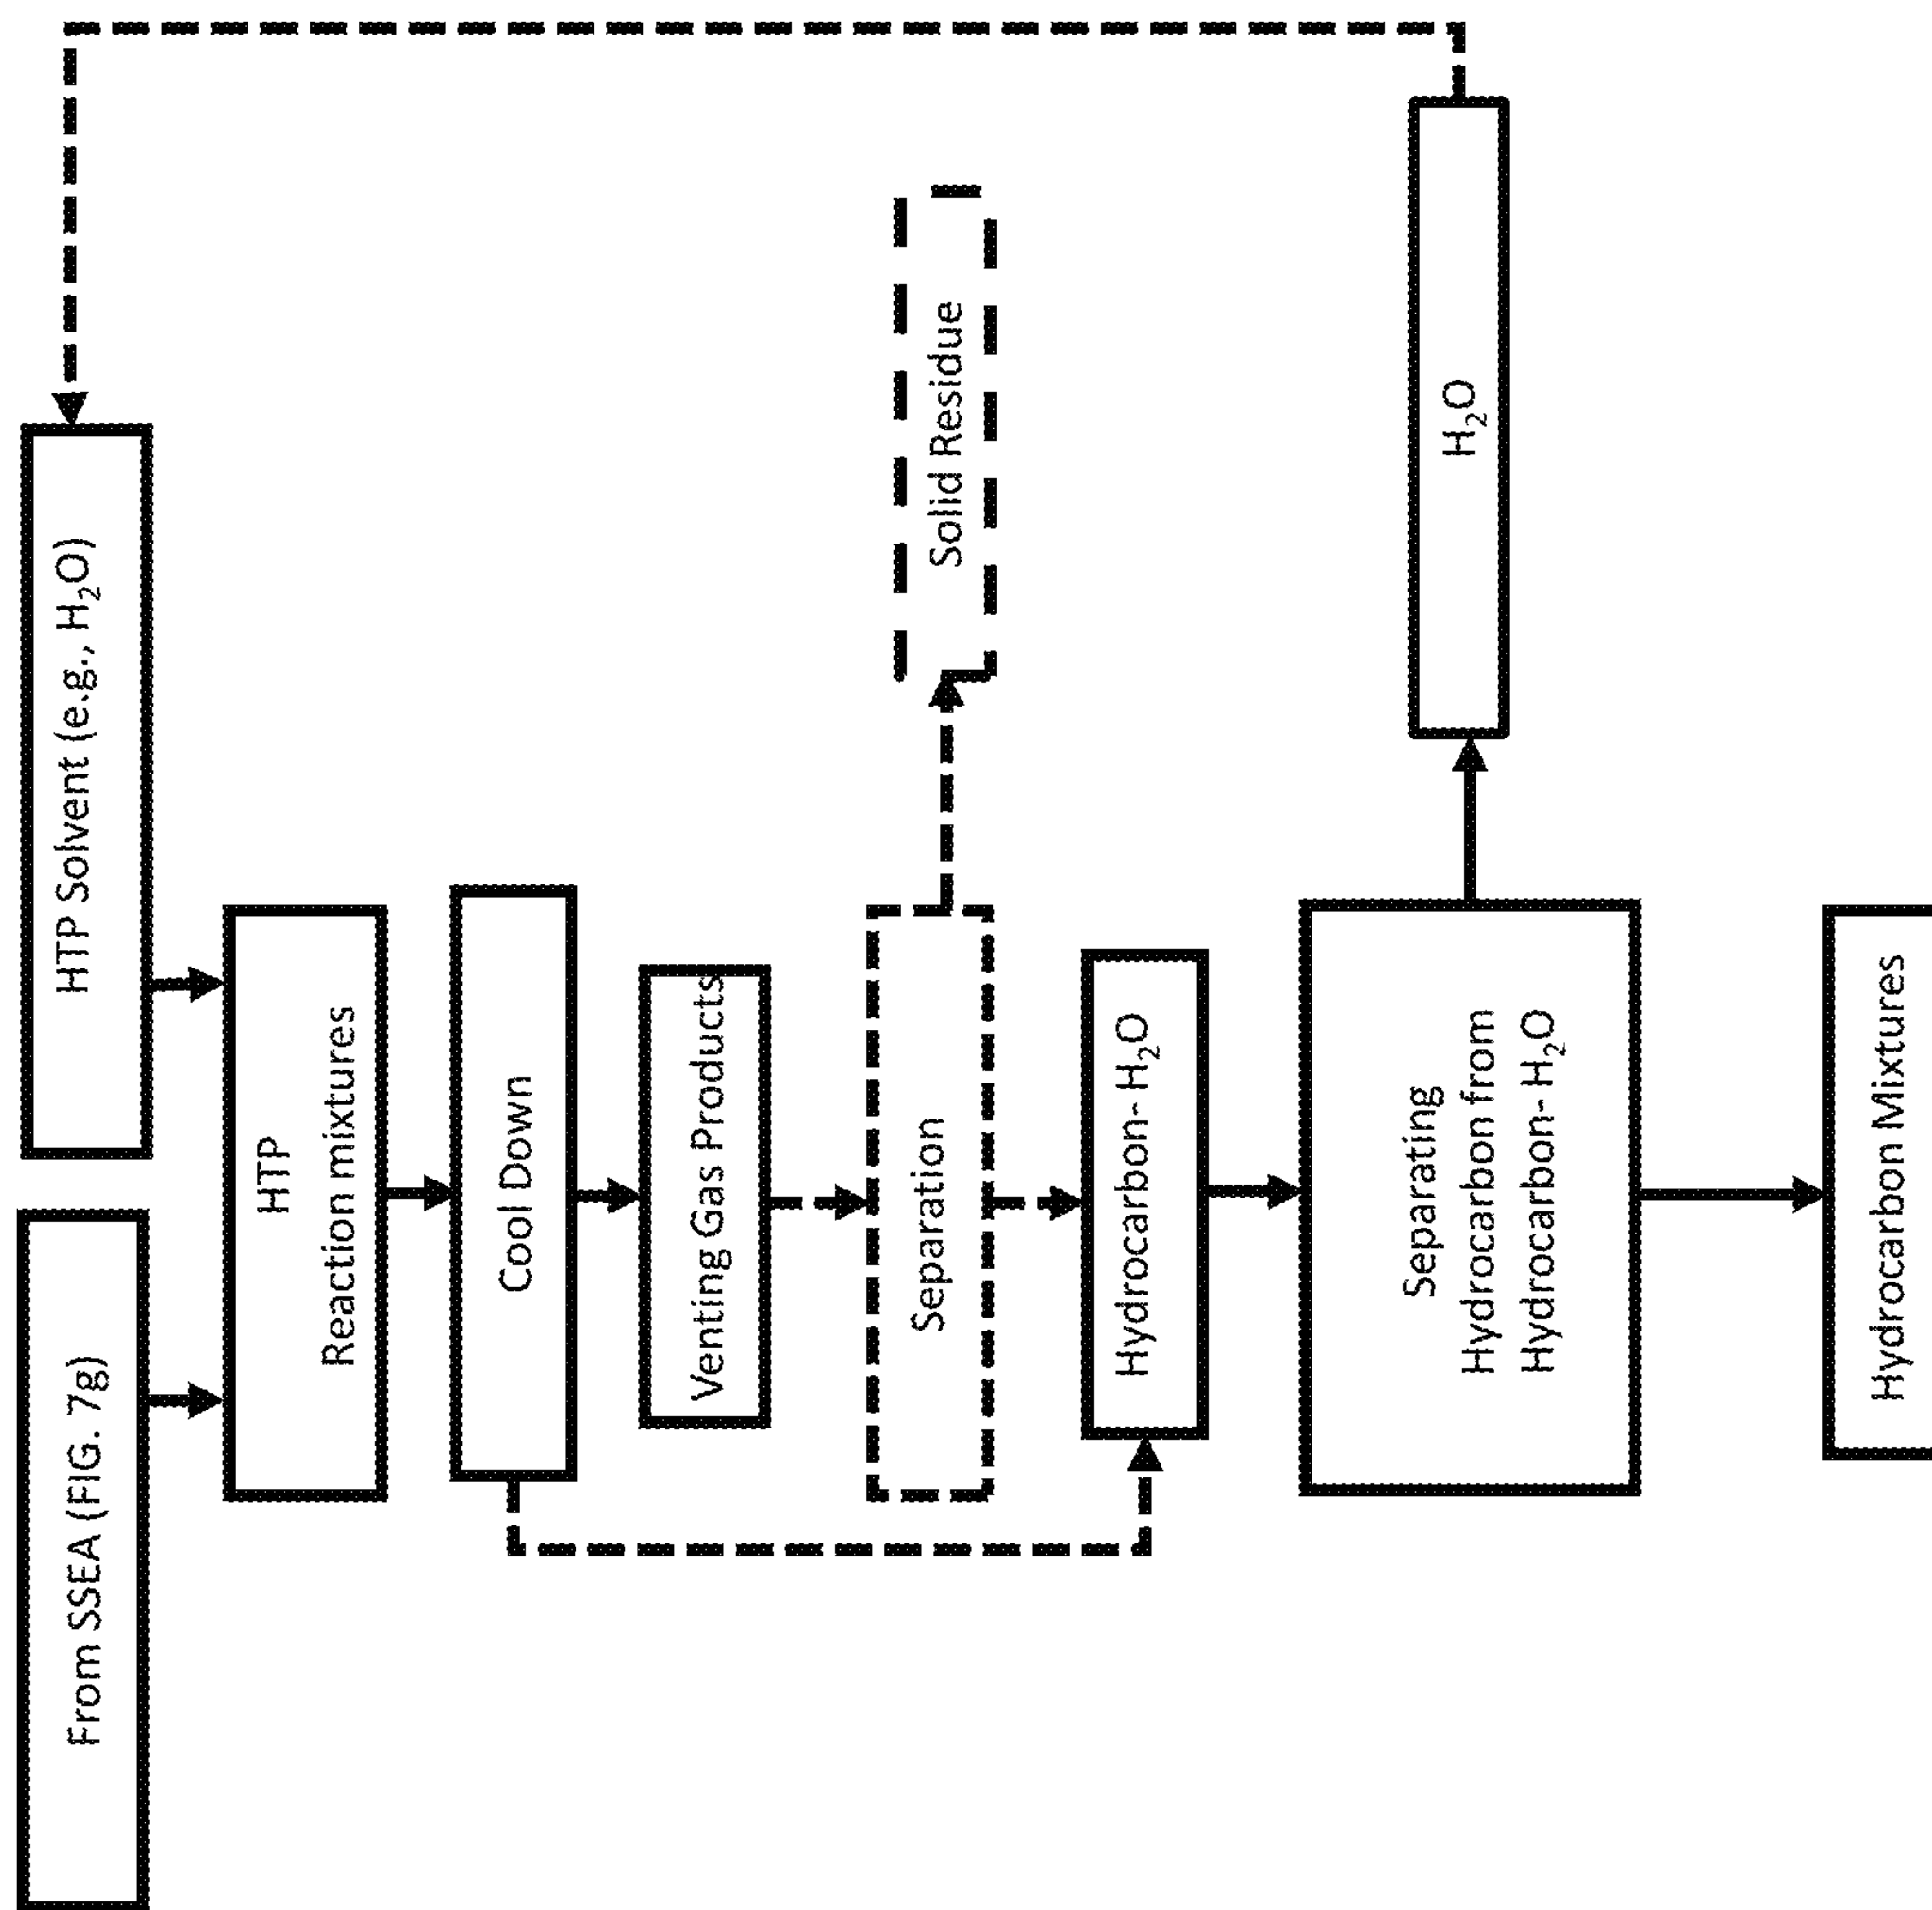 From SSEA (FIG. 7g)
HTP Solvent (e.g., H₂O)
HTP
Reaction mixtures
Cool Down
Venting Gas Products
Separation
Solid Residue
Hydrocarbon- H₂O
Separating
Hydrocarbon from
Hydrocarbon- H₂O
H₂O
Hydrocarbon Mixtures